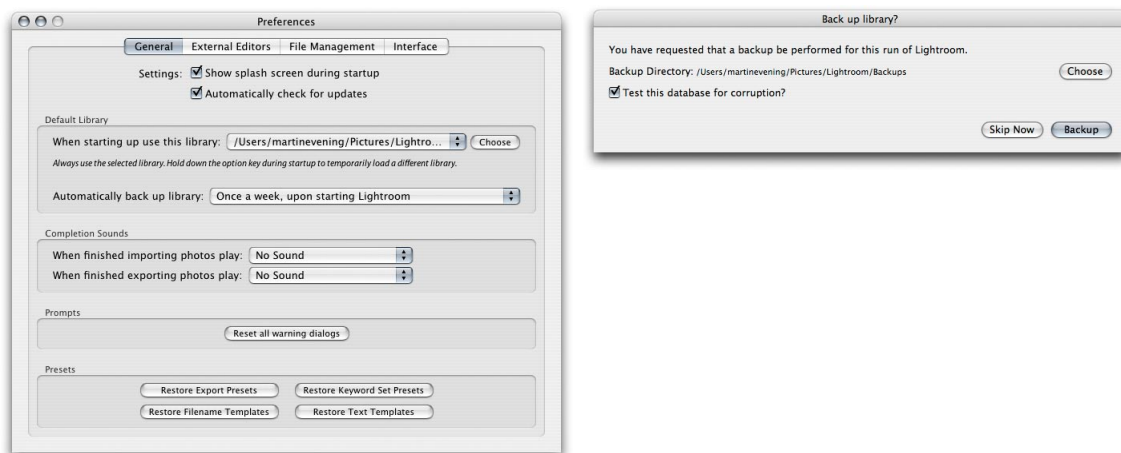 Preferences
General External Editors File Management Interface
Settings: Show splash screen during startup
Automatically check for updates
Default Library
When starting up use this library: /Users/martinevening/Pictures/Lightro... Choose
Always use the selected library. Hold down the option key during startup to temporarily load a different library.
Automatically back up library: Once a week, upon starting Lightroom
Completion Sounds
When finished importing photos play: No Sound
When finished exporting photos play: No Sound
Prompts
Reset all warning dialogs
Presets
Restore Export Presets Restore Keyword Set Presets
Restore Filename Templates Restore Text Templates
Back up library?
You have requested that a backup be performed for this run of Lightroom.
Backup Directory: /Users/martinevening/Pictures/Lightroom/Backups Choose
Test this database for corruption?
Skip Now Backup